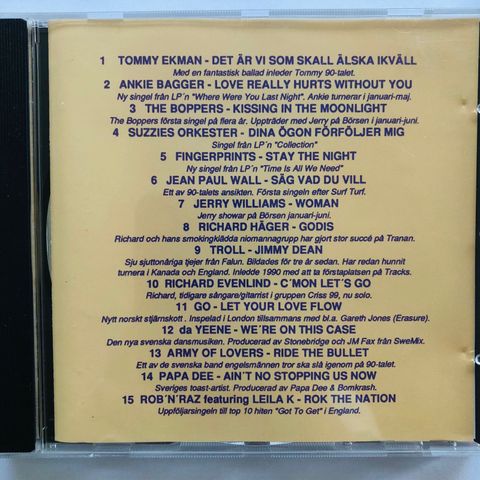 1 TOMMY EKMAN - DET ÄR VI SOM SKALL ÄLSKA IKVÄLL
Med en fantastisk ballad inleder Tommy 90-talet.
2 ANKIE BAGGER - LOVE REALLY HURTS WITHOUT YOU
Ny singel från LP´n "Where Were You Last Night". Ankie turnerar i januari-maj.
3 THE BOPPERS - KISSING IN THE MOONLIGHT
The Boppers första singel på flera år. Uppträder med Jerry på Börsen i januari-juni.
4 SUZZIES ORKESTER - DINA ÖGON FÖRFÖLJER MIG
Singel från LP´n "Collection"
5 FINGERPRINTS - STAY THE NIGHT
Ny singel från LP´n "Time Is All We Need"
6 JEAN PAUL WALL - SÄG VAD DU VILL
Ett av 90-talets ansikten. Första singeln efter Surf Turf.
7 JERRY WILLIAMS - WOMAN
Jerry showar på Börsen januari-juni.
8 RICHARD HÄGER - GODIS
Richard och hans smokingklädda niomannagrupp har gjort stor succé på Tranan.
9 TROLL - JIMMY DEAN
Sju sjuttonåriga tjejer från Falun. Bildades för tre år sedan. Har redan hunnit
turnera i Kanada och England. Inledde 1990 med att ta förstaplatsen på Tracks.
10 RICHARD EVENLIND - C´MON LET´S GO
Richard, tidigare sångare/gitarrist i gruppen Criss 99, nu solo.
11 GO - LET YOUR LOVE FLOW
Nytt norskt stjärnskott . Inspelad i London tillsammans med bl.a. Gareth Jones (Erasure).
12 da YEENE - WE´RE ON THIS CASE
Den nya svenska dansmusiken. Producerad av Stonebridge och JM Fax från SweMix.
13 ARMY OF LOVERS - RIDE THE BULLET
Ett av de svenska band engelsmännen tror ska slå igenom på 90-talet.
14 PAPA DEE - AIN´T NO STOPPING US NOW
Sveriges toast-artist. Producerad av Papa Dee & Bomkrash.
15 ROB´N´RAZ featuring LEILA K - ROK THE NATION
Uppföljarsingeln till top 10 hiten "Got To Get" i England.